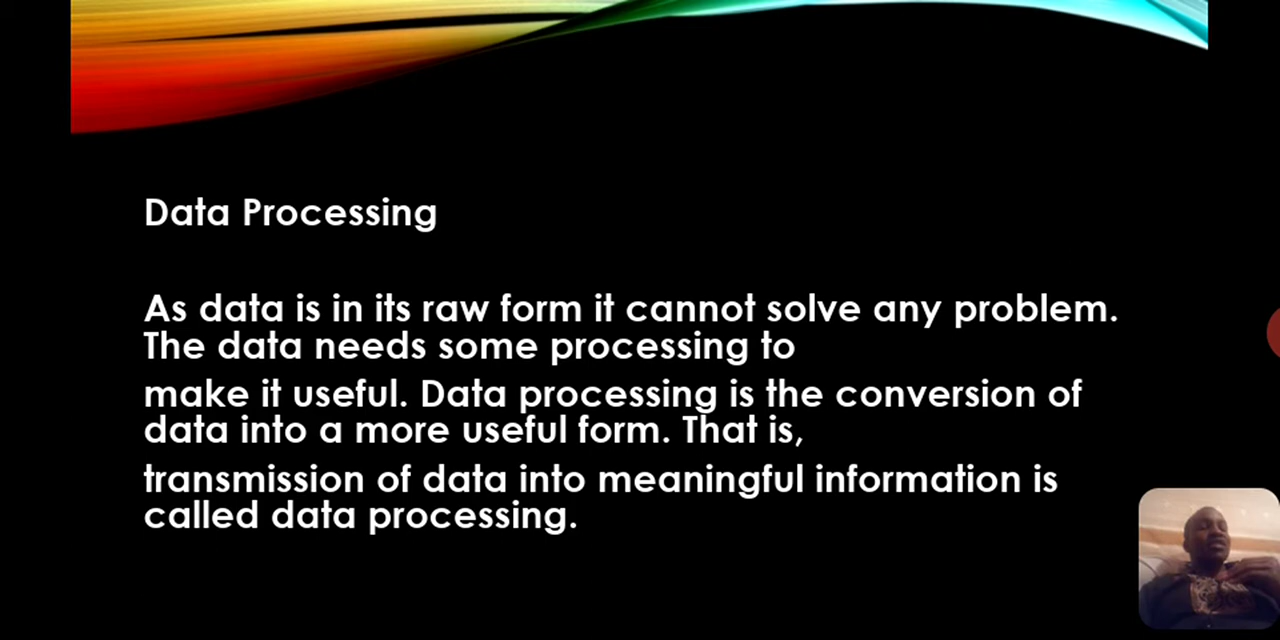 Data Processing
As data is in its raw form it cannot solve any problem.
The data needs some processing to
make it useful. Data processing is the conversion of
data into a more useful form. That is,
transmission of data into meaningful information is
called data processing.